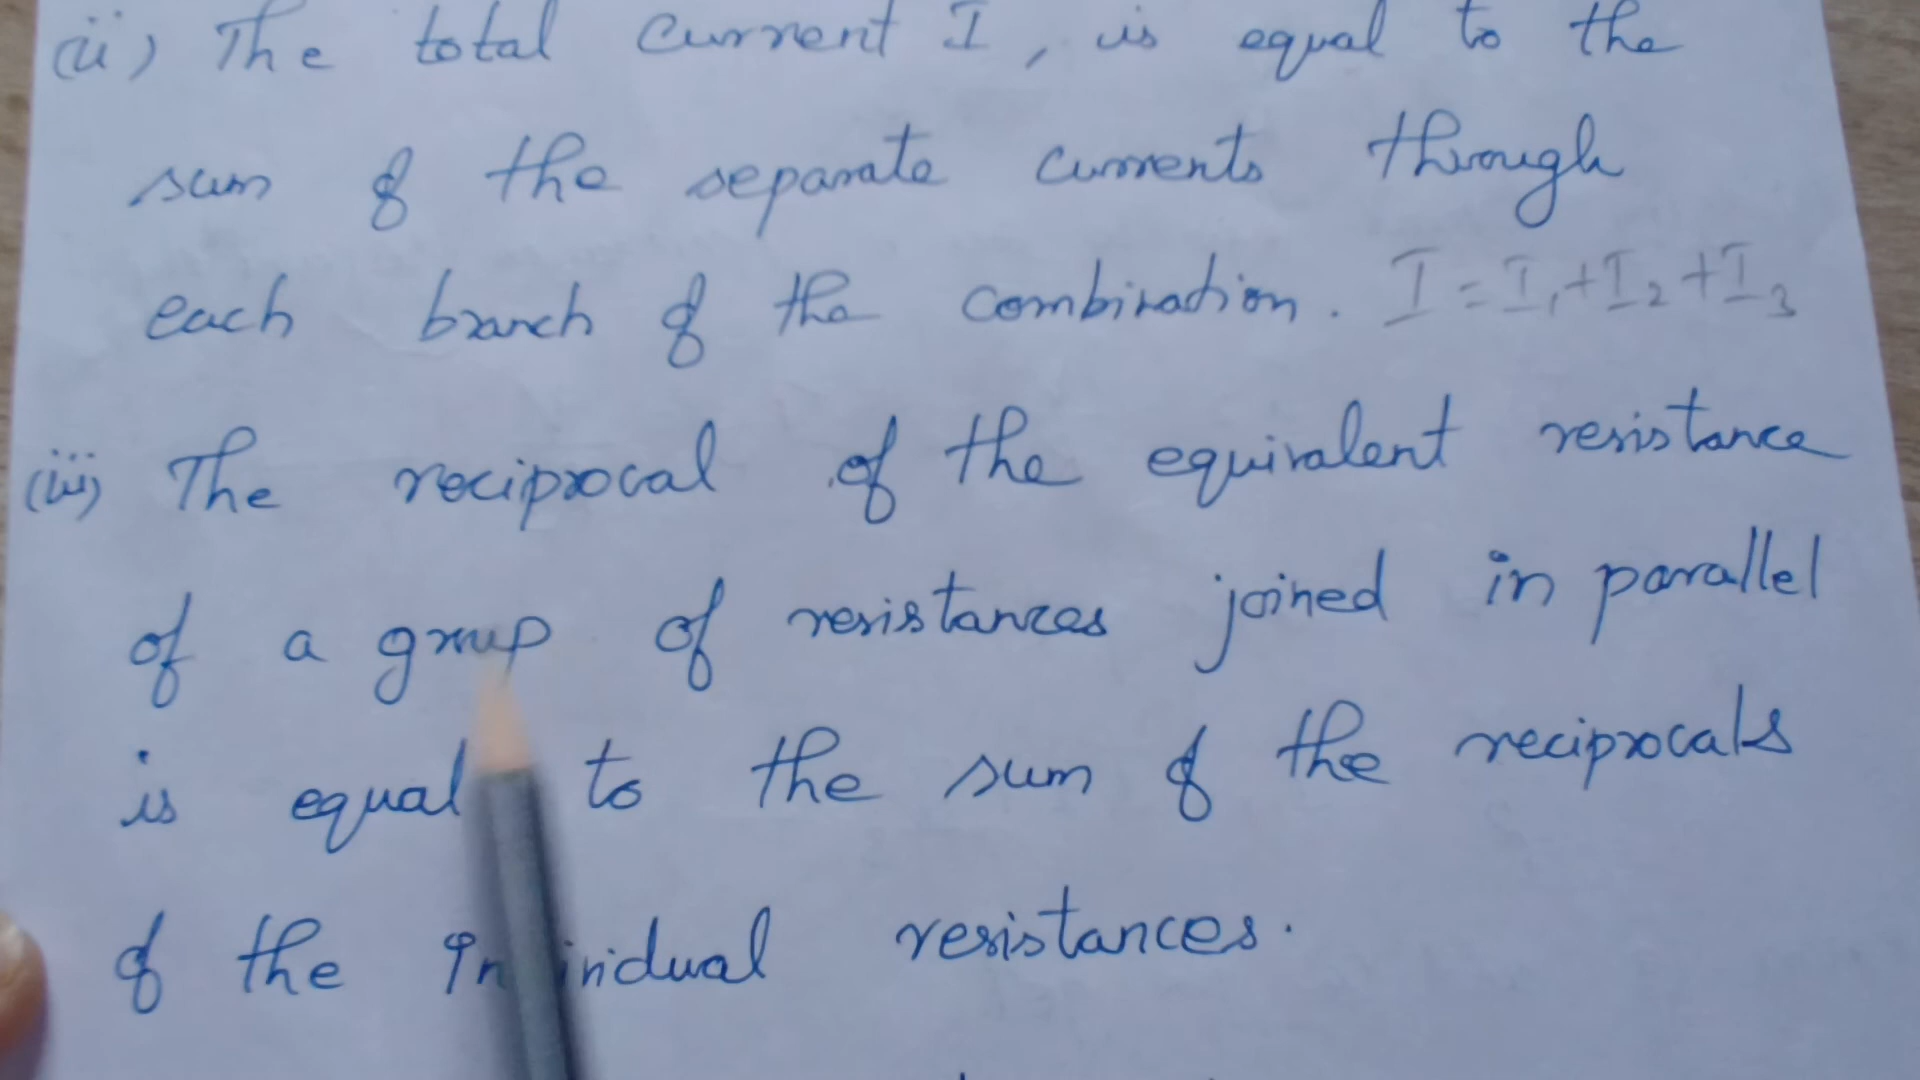 (ii) The total current I, is equal to the
sum of the separate currents through
each branch of the combination. I = I₁+I₂+I₃
(iii) The reciprocal of the equivalent resistance
of a group of resistances joined in parallel
is equal to the sum of the reciprocals
of the individual resistances.